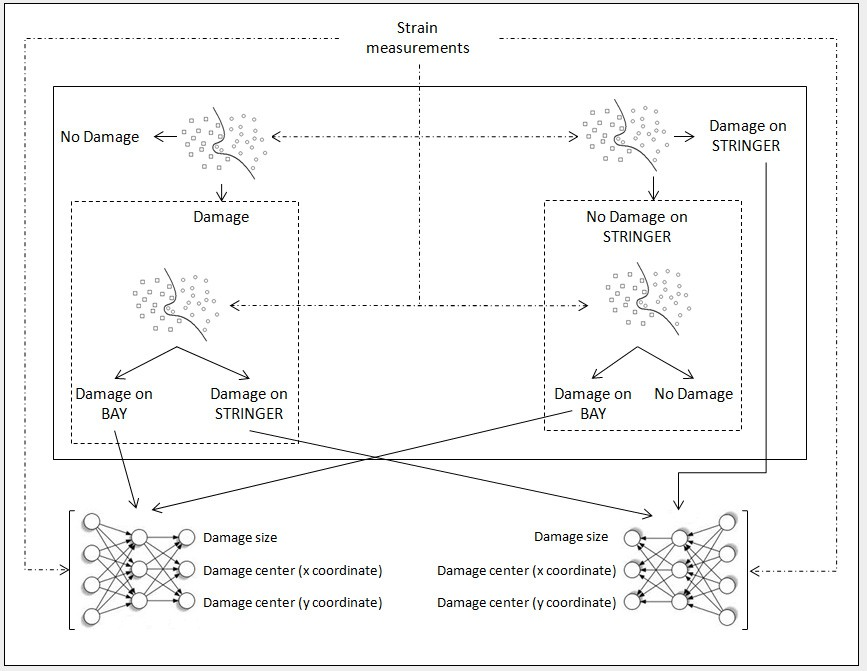 Strain
measurements
No Damage
Damage on
STRINGER
Damage
No Damage on
STRINGER
Damage on
BAY
Damage on
STRINGER
Damage on
BAY
No Damage
Damage size
Damage center (x coordinate)
Damage center (y coordinate)
Damage size
Damage center (x coordinate)
Damage center (y coordinate)